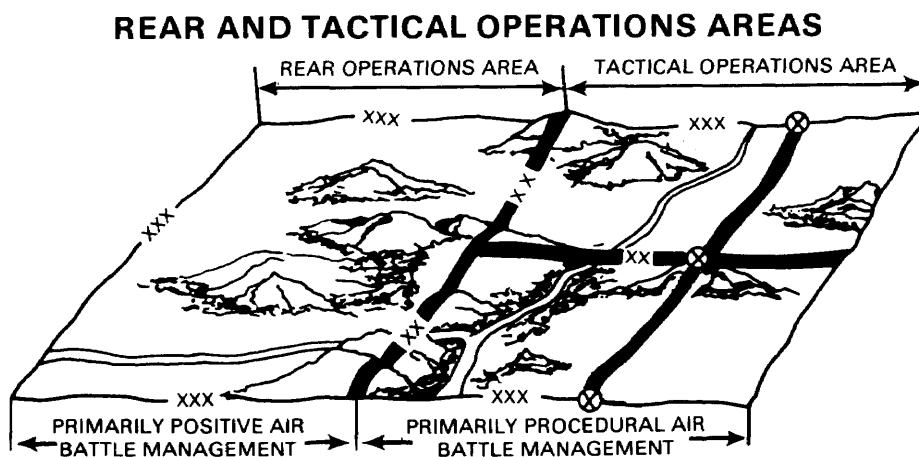 REAR AND TACTICAL OPERATIONS AREAS
REAR OPERATIONS AREA
TACTICAL OPERATIONS AREA
XXX
XXX
X
X X
XXX
XX
X
XX
XXX
XXX
X
PRIMARILY POSITIVE AIR
BATTLE MANAGEMENT
PRIMARILY PROCEDURAL AIR
BATTLE MANAGEMENT